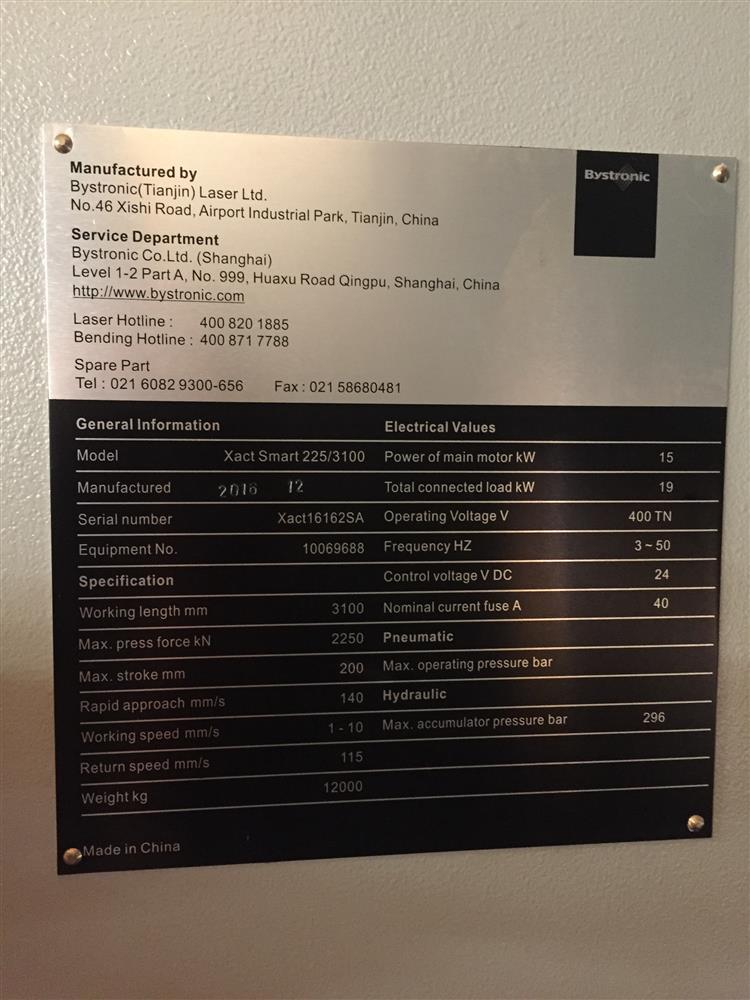 Bystronic
Manufactured by
Bystronic(Tianjin) Laser Ltd.
No.46 Xishi Road, Airport Industrial Park, Tianjin, China
Service Department
Bystronic Co.Ltd. (Shanghai)
Level 1-2 Part A, No. 999, Huaxu Road Qingpu, Shanghai, China
http://www.bystronic.com
Laser Hotline : 400 820 1885
Bending Hotline : 400 871 7788
Spare Part
Tel : 021 6082 9300-656 Fax : 021 58680481
General Information
Model Xact Smart 225/3100
Manufactured 2016 12
Serial number Xact16162SA
Equipment No. 10069688
Specification
Working length mm 3100
Max. press force kN 2250
Max. stroke mm 200
Rapid approach mm/s 140
Working speed mm/s 1 - 10
Return speed mm/s 115
Weight kg 12000
Electrical Values
Power of main motor kW 15
Total connected load kW 19
Operating Voltage V 400 TN
Frequency HZ 3 ~ 50
Control voltage V DC 24
Nominal current fuse A 40
Pneumatic
Max. operating pressure bar
Hydraulic
Max. accumulator pressure bar 296
Made in China